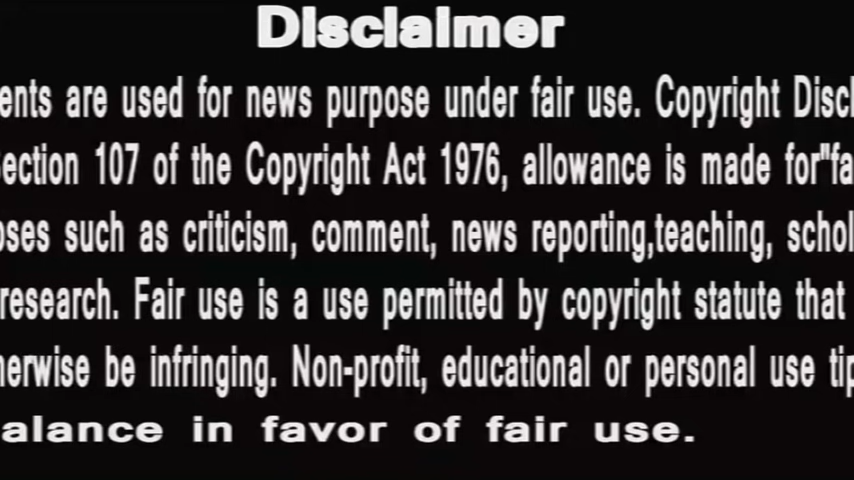 Disclaimer
ents are used for news purpose under fair use. Copyright Discl
ection 107 of the Copyright Act 1976, allowance is made for"fa
oses such as criticism, comment, news reporting,teaching, schol
research. Fair use is a use permitted by copyright statute that
herwise be infringing. Non-profit, educational or personal use tip
alance in favor of fair use.